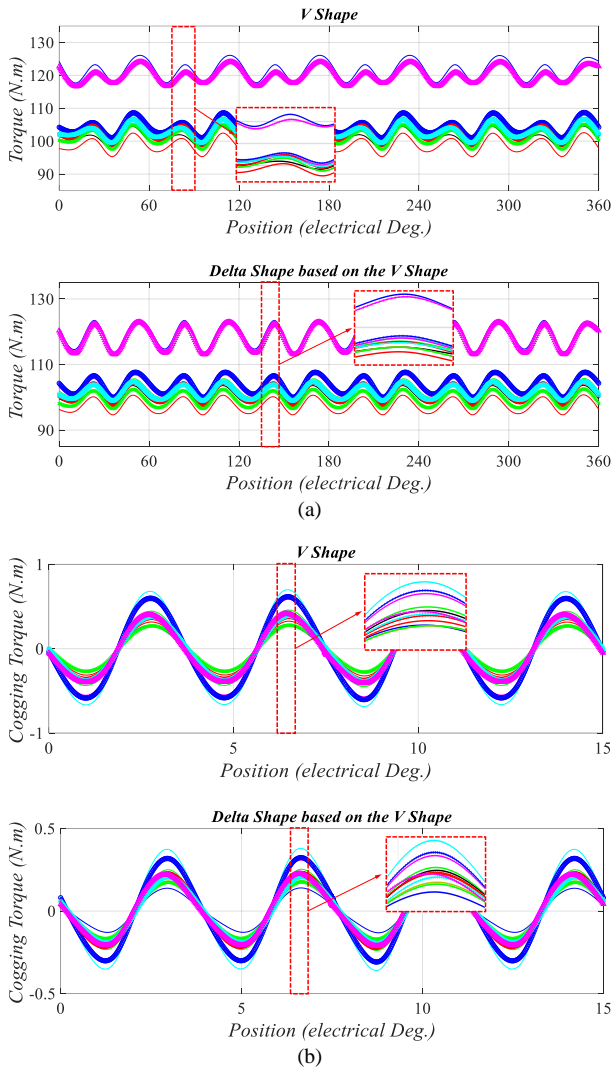 V Shape
Torque (N.m)
130
120
110
100
90
0 60 120 180 240 300 360
Position (electrical Deg.)
Delta Shape based on the V Shape
Torque (N.m)
130
110
90
0 60 120 180 240 300 360
Position (electrical Deg.)
(a)
V Shape
Cogging Torque (N.m)
1
0
-1
0 5 10 15
Position (electrical Deg.)
Delta Shape based on the V Shape
Cogging Torque (N.m)
0.5
0
-0.5
0 5 10 15
Position (electrical Deg.)
(b)